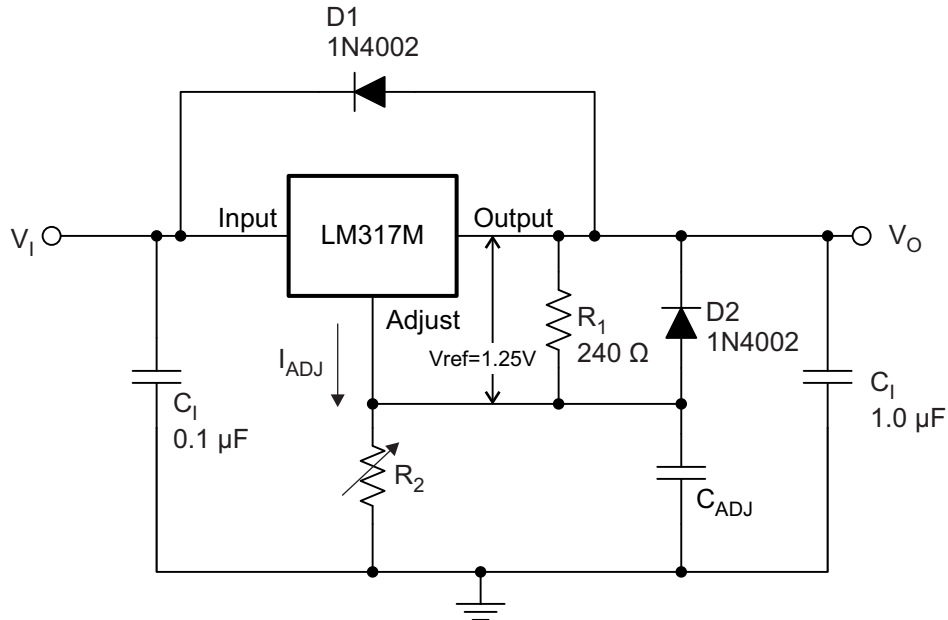 D1
1N4002
Input
LM317M
Output
V_I
V_O
Adjust
I_ADJ
Vref=1.25V
R_1
240 Ω
D2
1N4002
C_I
0.1 µF
R_2
C_ADJ
C_I
1.0 µF